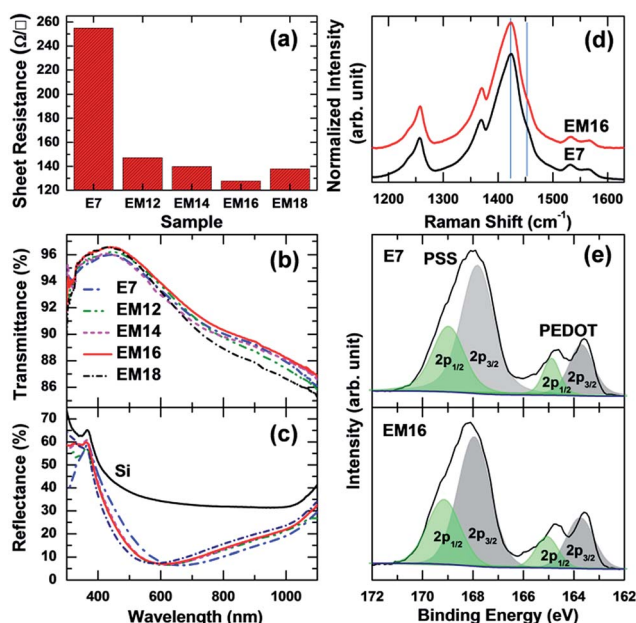 Sheet Resistance (Ω/□)
260
240
220
200
180
160
140
120
(a)
E7 EM12 EM14 EM16 EM18
Sample
Normalized Intensity
(arb. unit)
(d)
EM16
E7
1200 1300 1400 1500 1600
Raman Shift (cm⁻¹)
Transmittance (%)
96
94
92
90
88
86
(b)
E7
EM12
EM14
EM16
EM18
Reflectance (%)
70
60
50
40
30
20
10
0
(c)
Si
400 600 800 1000
Wavelength (nm)
Intensity (arb. unit)
E7 PSS (e)
PEDOT
2p1/2 2p3/2 2p1/2 2p3/2
EM16
2p1/2 2p3/2 2p1/2 2p3/2
172 170 168 166 164 162
Binding Energy (eV)